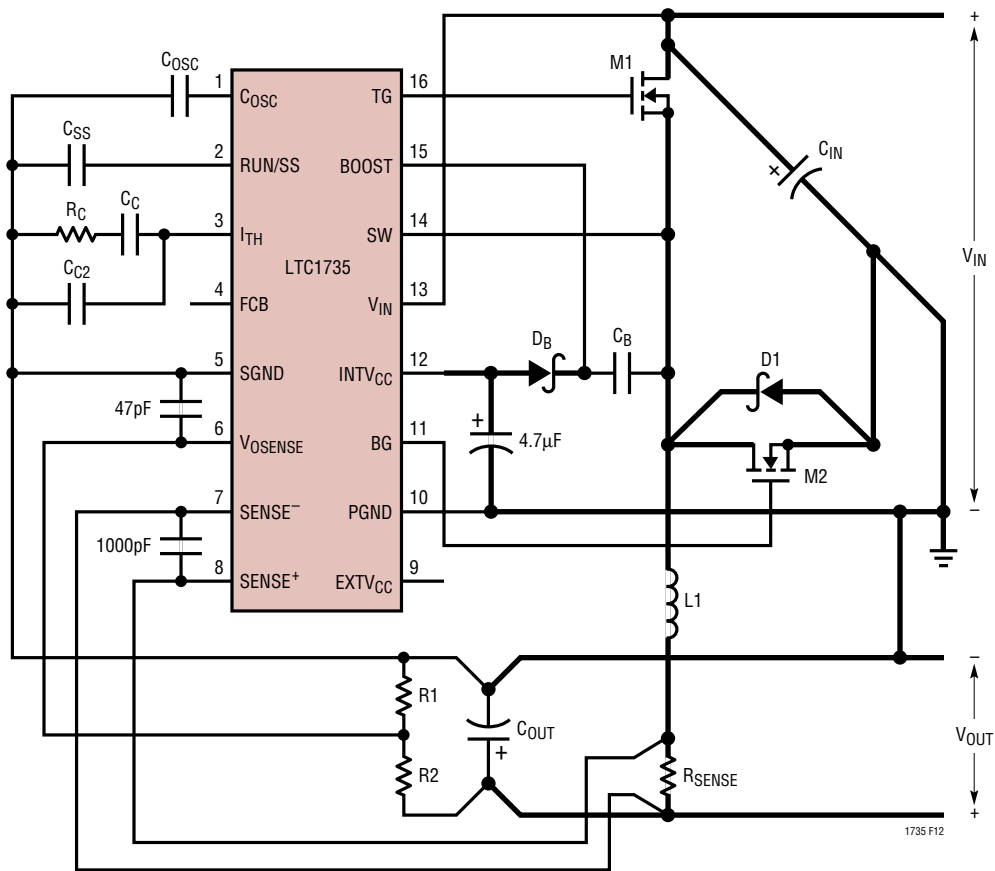 +
M1
C_OSC
1
C_OSC
TG
16
C_SS
2
RUN/SS
BOOST
15
C_IN
+
R_C
C_C
3
I_TH
SW
14
LTC1735
V_IN
C_C2
4
FCB
V_IN
13
D_B
C_B
D1
5
SGND
INTV_CC
12
47pF
+
4.7µF
6
V_OSENSE
BG
11
M2
7
SENSE⁻
PGND
10
–
1000pF
8
SENSE⁺
EXTV_CC
9
L1
–
R1
C_OUT
+
V_OUT
R2
R_SENSE
+
1735 F12